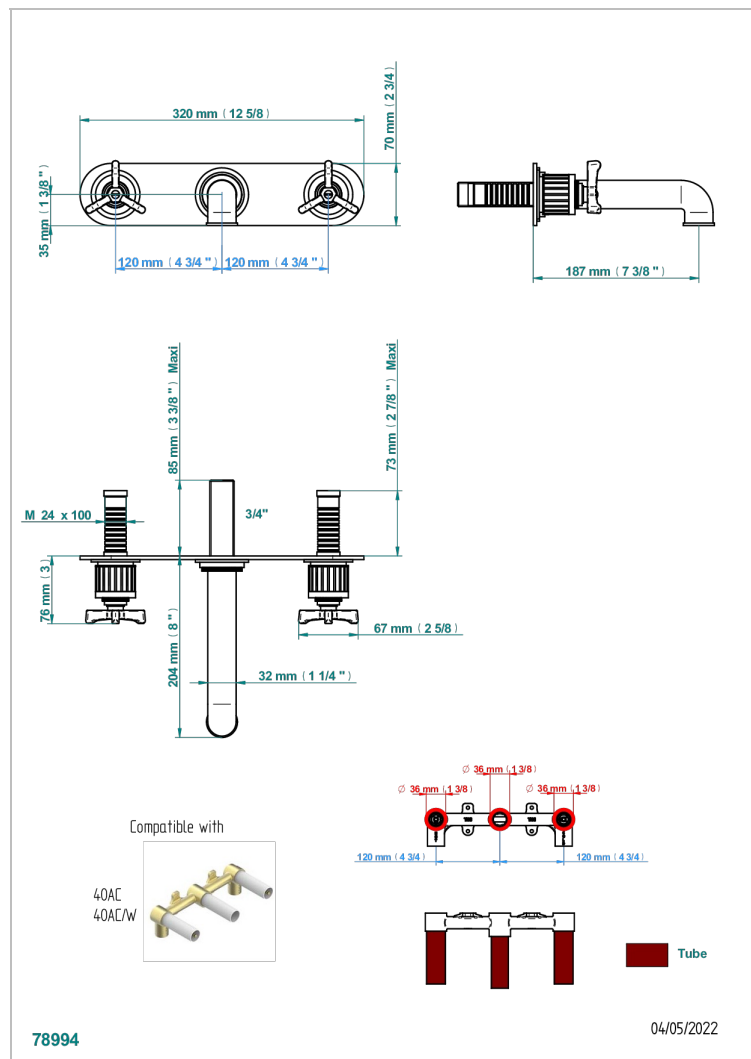 320 mm ( 12 5/8 )
70 mm ( 2 3/4 )
35 mm ( 1 3/8 " )
120 mm ( 4 3/4 " )
120 mm ( 4 3/4 " )
187 mm ( 7 3/8 " )
85 mm ( 3 3/8 " ) Maxi
73 mm ( 2 7/8 " ) Maxi
M 24 x 100
3/4"
76 mm ( 3 )
67 mm ( 2 5/8 )
204 mm ( 8 " )
32 mm ( 1 1/4 " )
Ø 36 mm ( 1 3/8 )
Ø 36 mm ( 1 3/8 )
Ø 36 mm ( 1 3/8 )
120 mm ( 4 3/4 )
120 mm ( 4 3/4 )
Compatible with
40AC
40AC/W
Tube
78994
04/05/2022